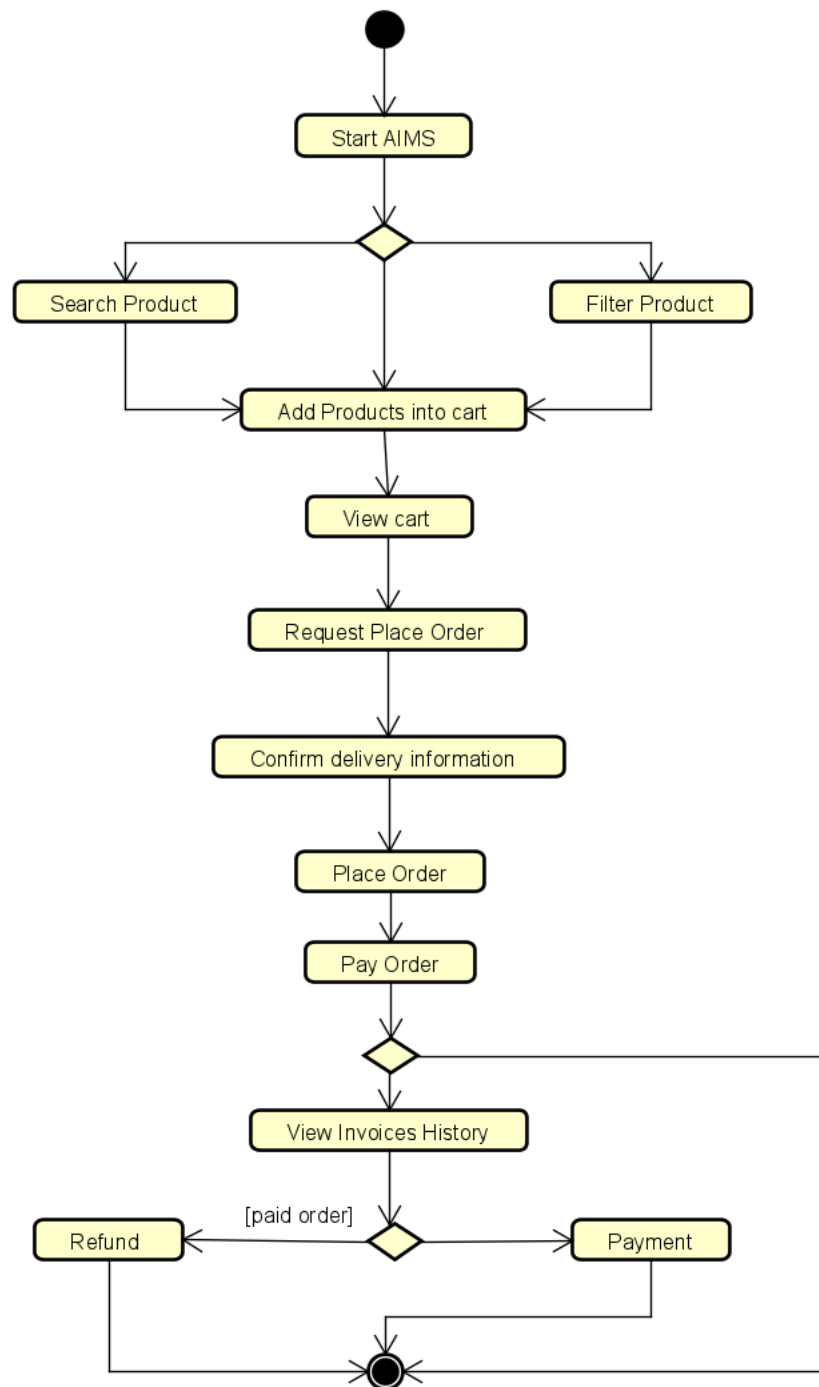 Start AIMS
Search Product
Filter Product
Add Products into cart
View cart
Request Place Order
Confirm delivery information
Place Order
Pay Order
View Invoices History
[paid order]
Refund
Payment